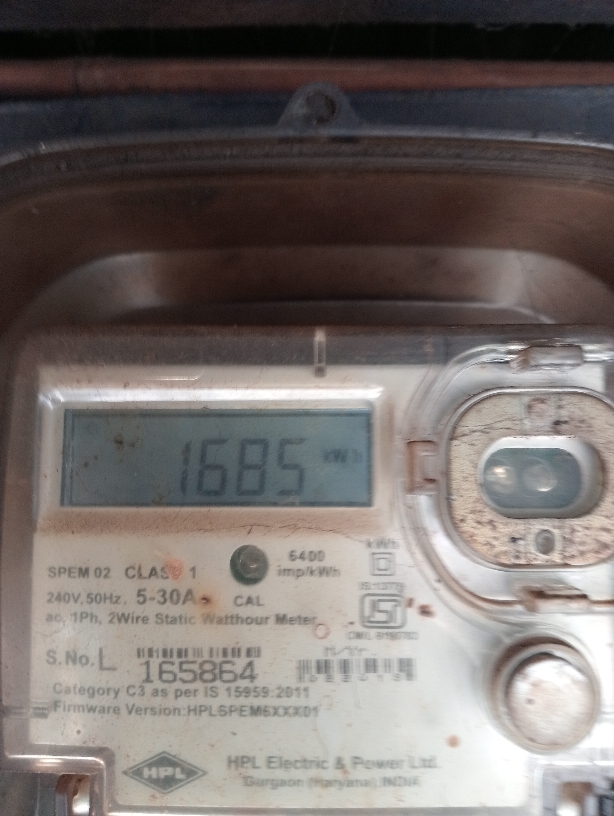 1685 kWh
6400
imp/kWh
kWh
SPEM 02 CLASS 1
240V, 50Hz, 5-30A
CAL
ac, 1Ph, 2Wire Static Watthour Meter
S.No. L 165864
Category C3 as per IS 15959:2011
Firmware Version:HPLSPEM6XXX01
HPL
HPL Electric & Power Ltd.
Gurgaon (Haryana) INDIA